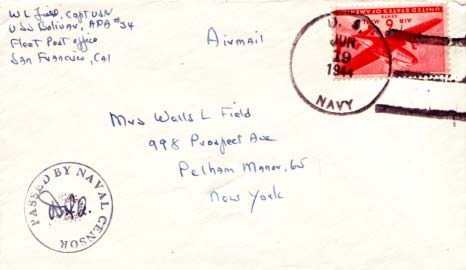 W L Field, Capt USN
USS Bolivar, APA #34
Fleet Post Office
San Francisco, Cal
Airmail
U. S.
JUN
19
1944
NAVY
UNITED STATES OF AMERICA
6
CENTS
AIR MAIL
Mrs Wells L Field
998 Prospect Ave
Pelham Manor, 65
New York
PASSED BY NAVAL CENSOR